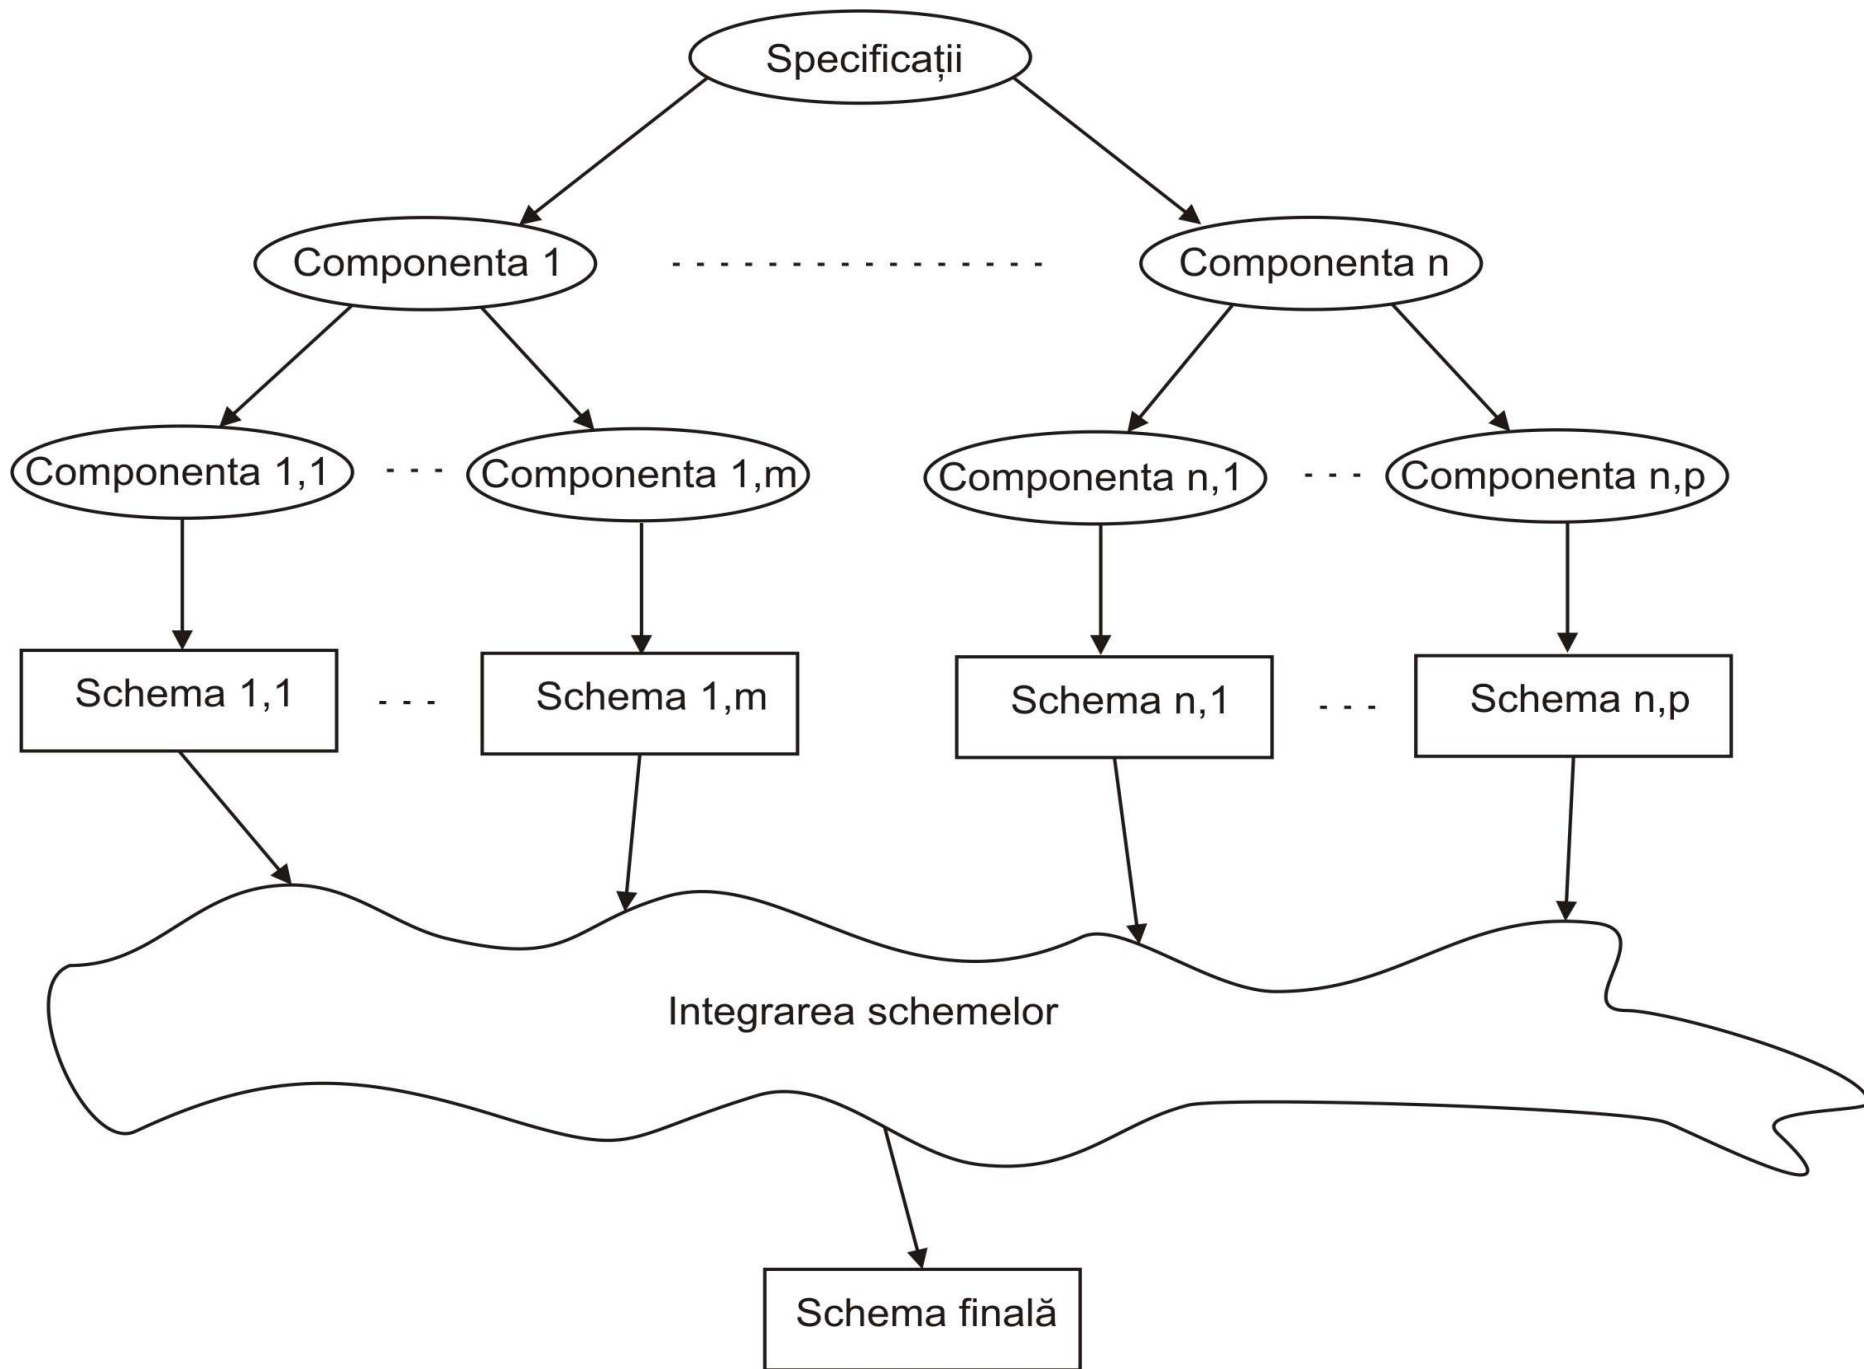 Specificații
Componenta 1
Componenta n
Componenta 1,1
Componenta 1,m
Componenta n,1
Componenta n,p
Schema 1,1
Schema 1,m
Schema n,1
Schema n,p
Integrarea schemelor
Schema finală